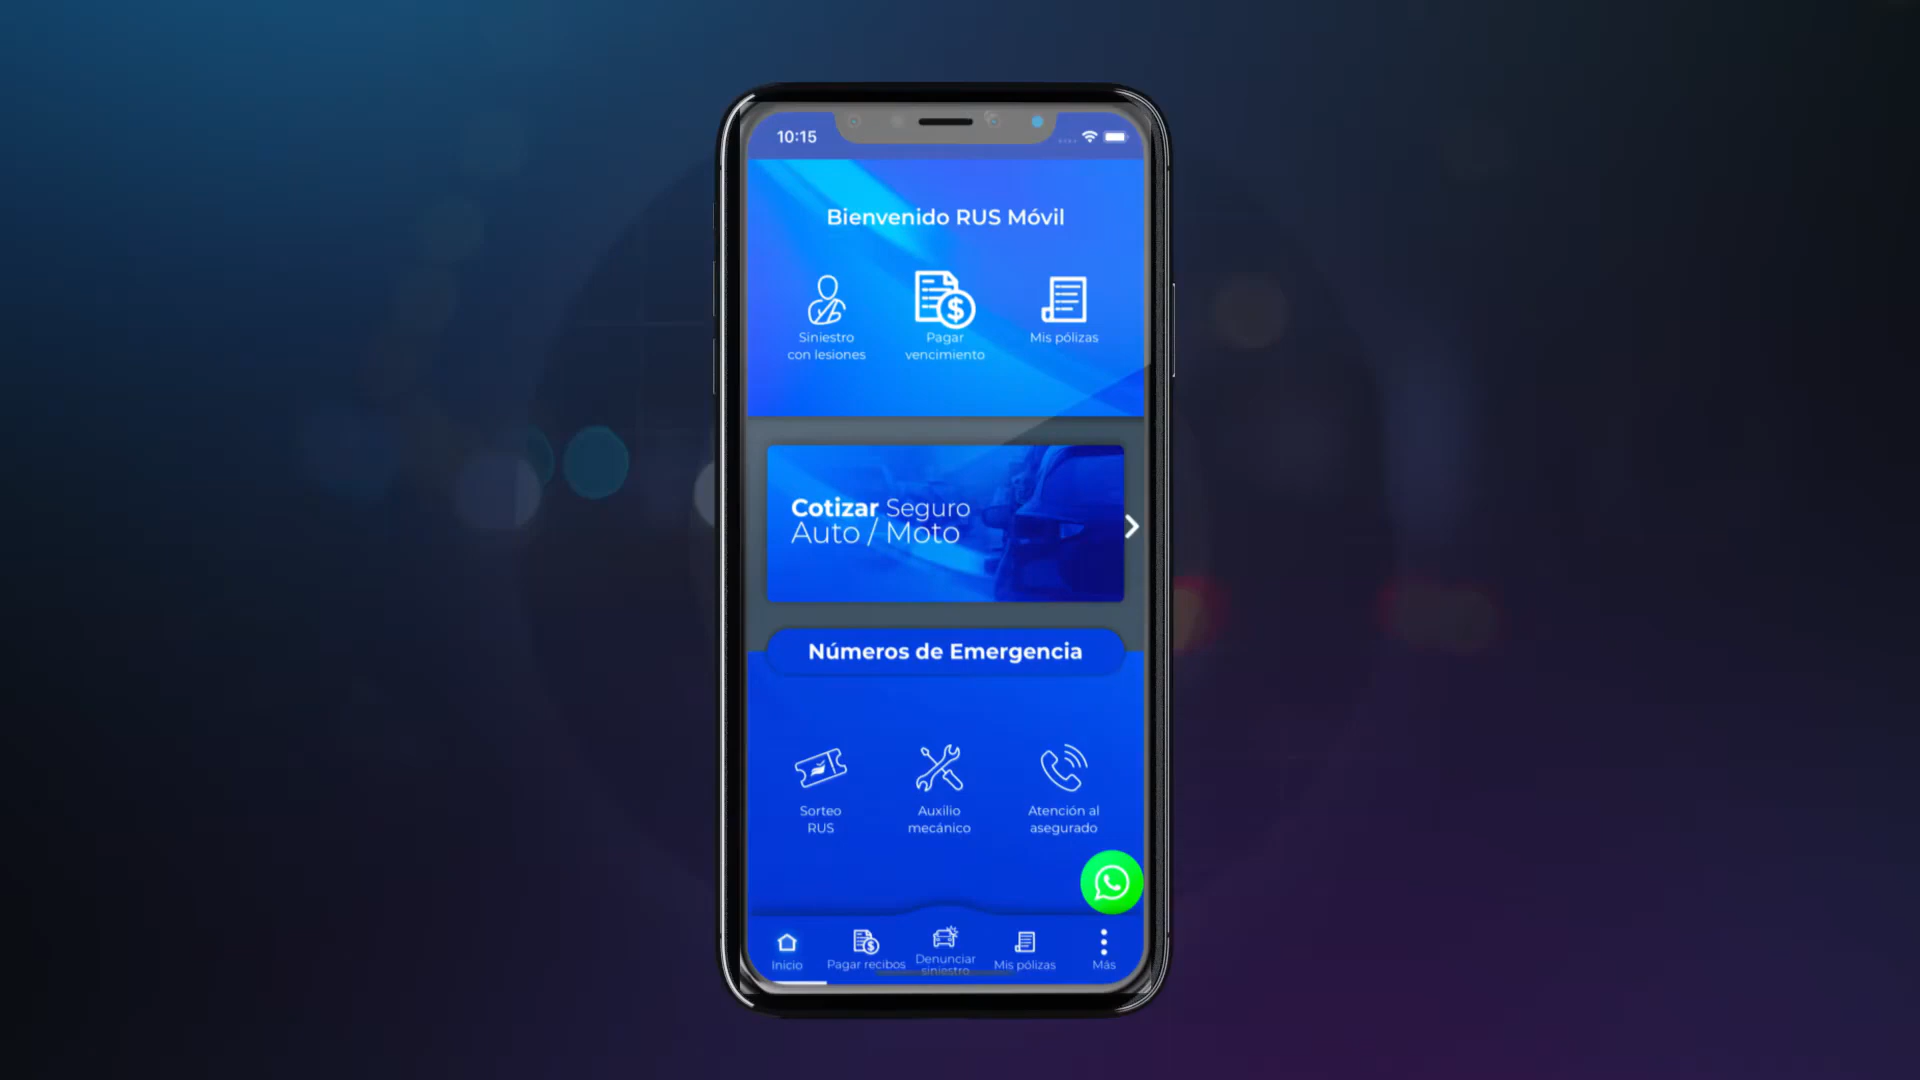 10:15
Bienvenido RUS Móvil
Siniestro
con lesiones
Pagar
vencimiento
Mis pólizas
Cotizar Seguro
Auto / Moto
Números de Emergencia
Sorteo
RUS
Auxilio
mecánico
Atención al
asegurado
Inicio
Pagar recibos
Denunciar
siniestro
Mis pólizas
Más